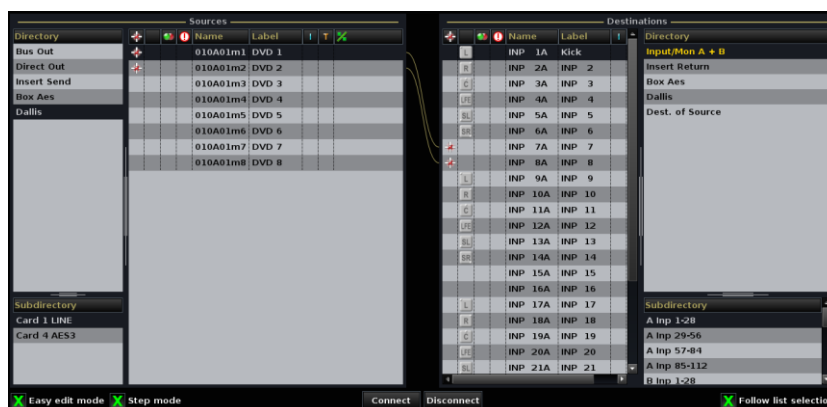 Sources
Directory
Bus Out
Direct Out
Insert Send
Box Aes
Dallis
Subdirectory
Card 1 LINE
Card 4 AES3
! Name Label ! T
010A01m1 DVD 1
010A01m2 DVD 2
010A01m3 DVD 3
010A01m4 DVD 4
010A01m5 DVD 5
010A01m6 DVD 6
010A01m7 DVD 7
010A01m8 DVD 8
Destinations
! Name Label !
L INP 1A Kick
R INP 2A INP 2
C INP 3A INP 3
LFE INP 4A INP 4
SL INP 5A INP 5
SR INP 6A INP 6
INP 7A INP 7
INP 8A INP 8
L INP 9A INP 9
R INP 10A INP 10
C INP 11A INP 11
LFE INP 12A INP 12
SL INP 13A INP 13
SR INP 14A INP 14
INP 15A INP 15
INP 16A INP 16
L INP 17A INP 17
R INP 18A INP 18
C INP 19A INP 19
LFE INP 20A INP 20
SL INP 21A INP 21
Directory
Input/Mon A + B
Insert Return
Box Aes
Dallis
Dest. of Source
Subdirectory
A Inp 1-28
A Inp 29-56
A Inp 57-84
A Inp 85-112
B Inp 1-28
X Easy edit mode X Step mode
Connect Disconnect
X Follow list selectio